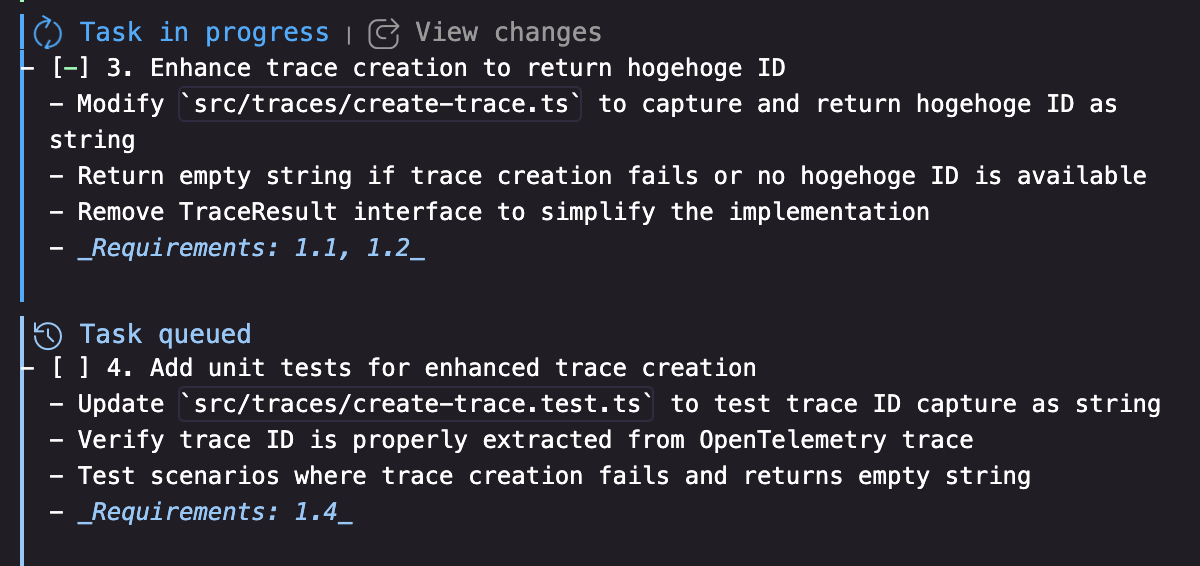 Task in progress | View changes
- [-] 3. Enhance trace creation to return hogehoge ID
- Modify `src/traces/create-trace.ts` to capture and return hogehoge ID as
string
- Return empty string if trace creation fails or no hogehoge ID is available
- Remove TraceResult interface to simplify the implementation
- _Requirements: 1.1, 1.2_
Task queued
- [ ] 4. Add unit tests for enhanced trace creation
- Update `src/traces/create-trace.test.ts` to test trace ID capture as string
- Verify trace ID is properly extracted from OpenTelemetry trace
- Test scenarios where trace creation fails and returns empty string
- _Requirements: 1.4_